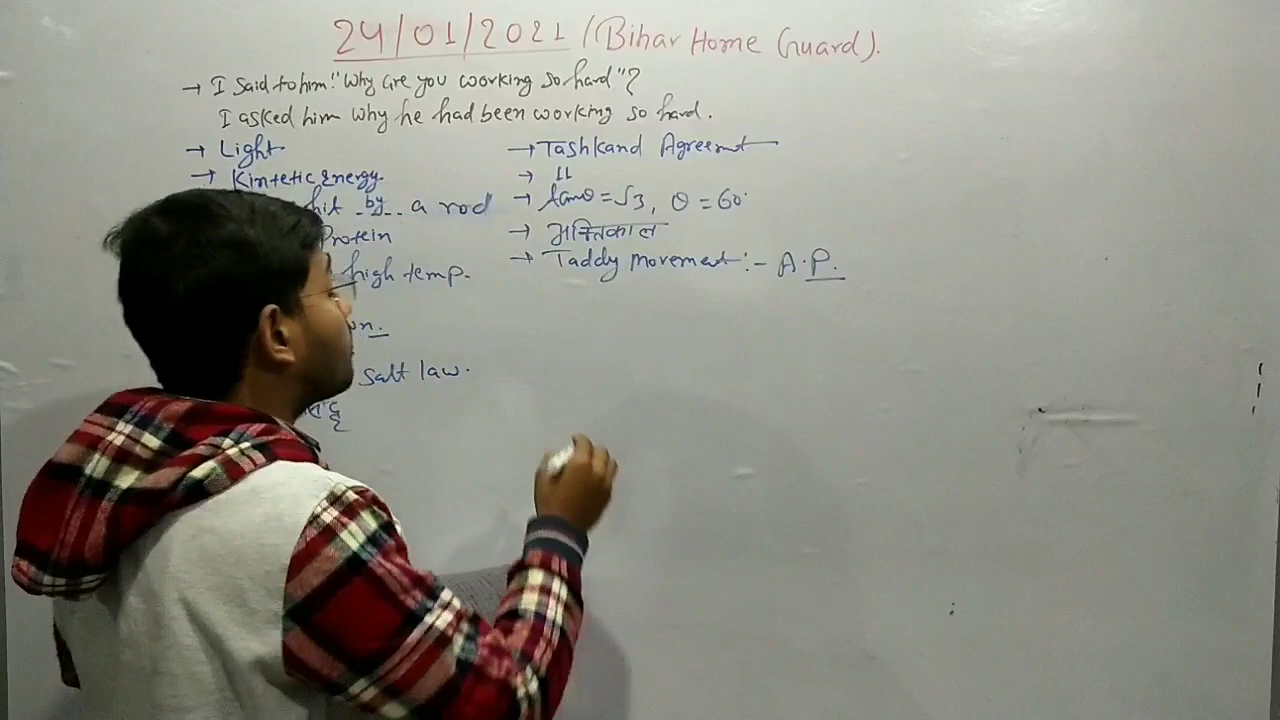 24/01/2021 (Bihar Home Guard).
→ I said to him "Why are you working so hard"?
I asked him why he had been working so hard.
→ Light
→ Kintetic Energy.
hit by a rod
Protein
high temp.
salt law.
→ Tashkand Agreemnt
→ 11
→ tanθ = √3, θ = 60°
→ भक्तिकाल
→ Taddy movement :- A.P.